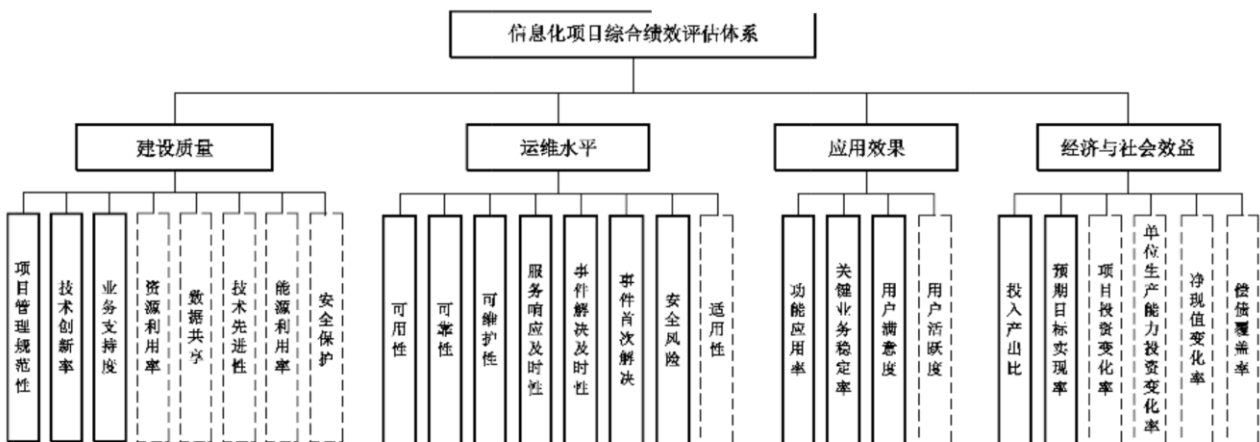 信息化项目综合绩效评估体系
建设质量
运维水平
应用效果
经济与社会效益
项目管理规范性
技术创新率
业务支持度
资源利用率
数据共享
技术先进性
能源利用率
安全保护
可用性
可靠性
可维护性
服务响应及时性
事件解决及时性
事件首次解决
安全风险
适用性
功能应用率
关键业务稳定率
用户满意度
用户活跃度
投入产出比
预期目标实现率
项目投资变化率
单位生产能力投资变化率
净现值变化率
偿债覆盖率